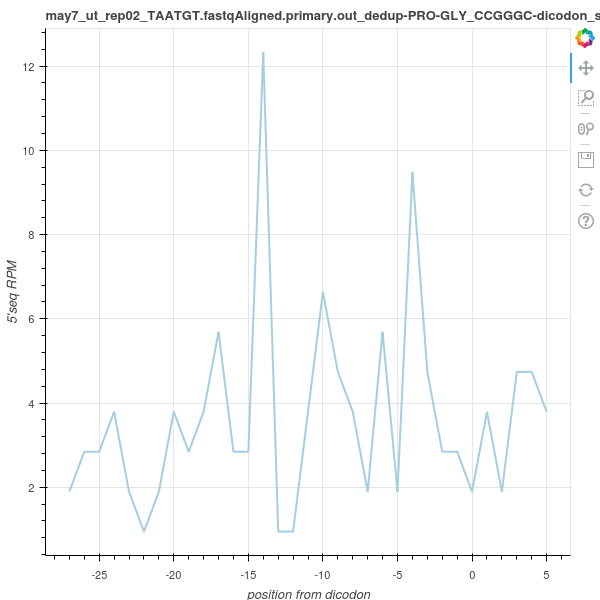 may7_ut_rep02_TAATGT.fastqAligned.primary.out_dedup-PRO-GLY_CCGGGC-dicodon_s
12
10
8
6
4
2
5'seq RPM
-25 -20 -15 -10 -5 0 5
position from dicodon